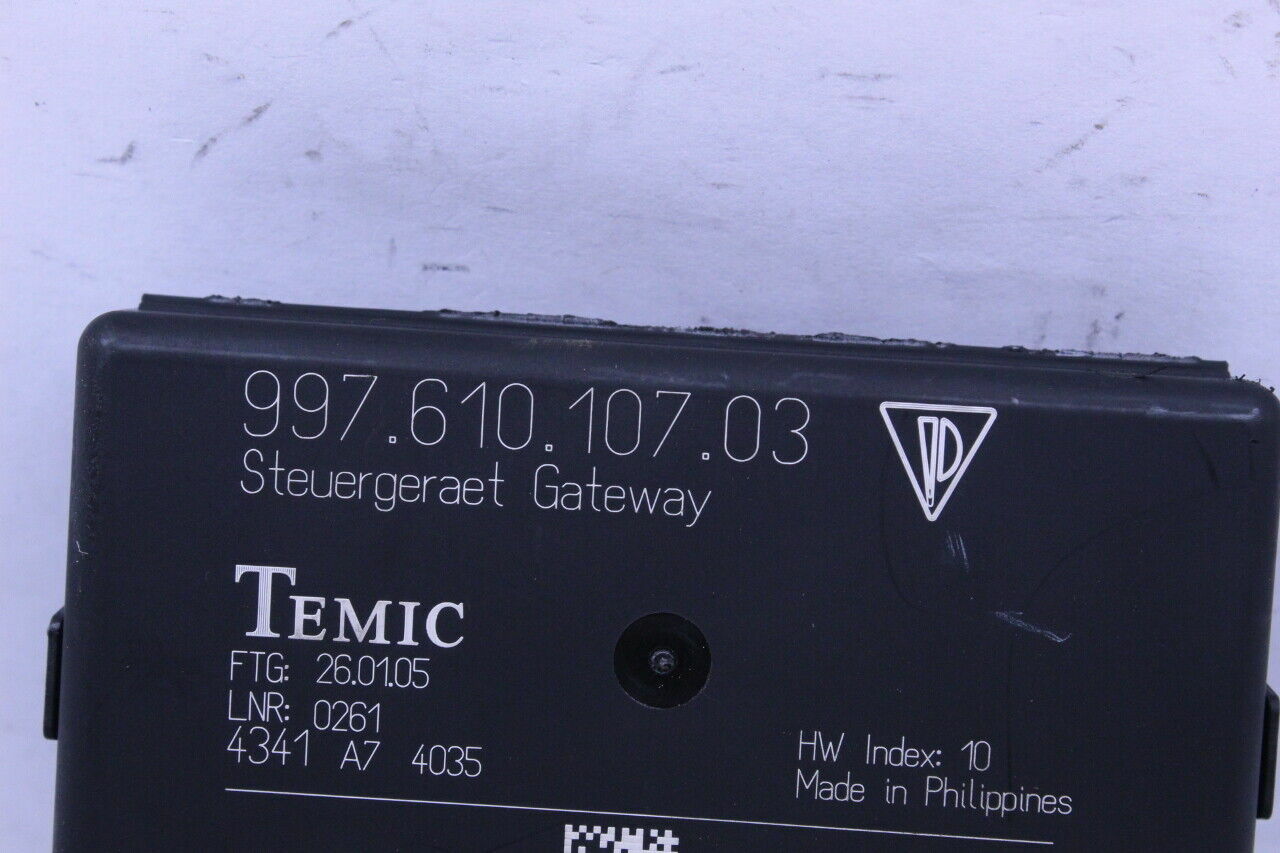 997.610.107.03
Steuergeraet Gateway
TEMIC
FTG: 26.01.05
LNR: 0261
4341 A7 4035
HW Index: 10
Made in Philippines